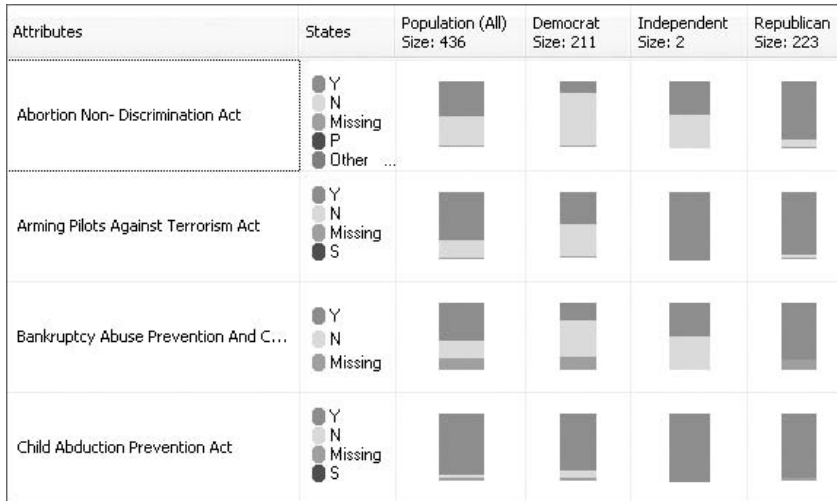 Attributes
States
Population (All)
Size: 436
Democrat
Size: 211
Independent
Size: 2
Republican
Size: 223
Abortion Non- Discrimination Act
Y
N
Missing
P
Other ...
Arming Pilots Against Terrorism Act
Y
N
Missing
S
Bankruptcy Abuse Prevention And C...
Y
N
Missing
Child Abduction Prevention Act
Y
N
Missing
S